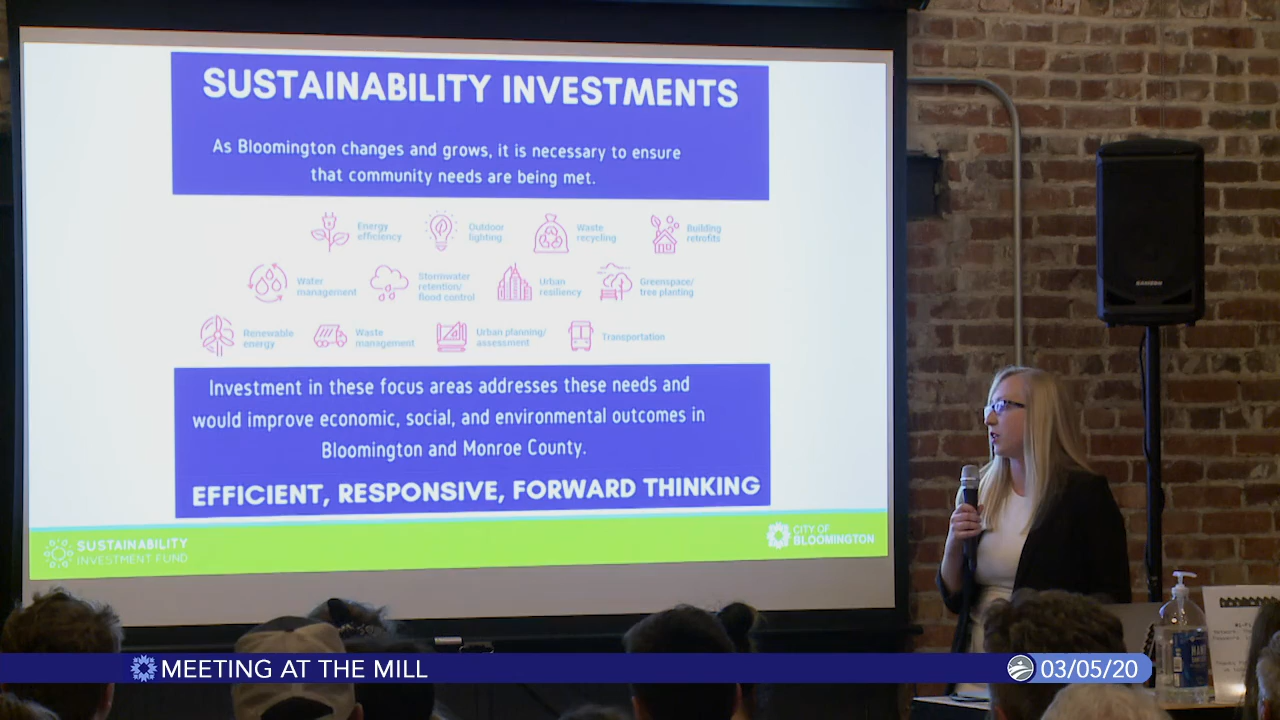 SUSTAINABILITY INVESTMENTS
As Bloomington changes and grows, it is necessary to ensure
that community needs are being met.
Energy
efficiency
Outdoor
lighting
Waste
recycling
Building
retrofits
Water
management
Stormwater
retention/
flood control
Urban
resiliency
Greenspace/
tree planting
Renewable
energy
Waste
management
Urban planning/
assessment
Transportation
Investment in these focus areas addresses these needs and
would improve economic, social, and environmental outcomes in
Bloomington and Monroe County.
EFFICIENT, RESPONSIVE, FORWARD THINKING
SUSTAINABILITY
INVESTMENT FUND
CITY OF
BLOOMINGTON
SAMSON
MEETING AT THE MILL
03/05/20